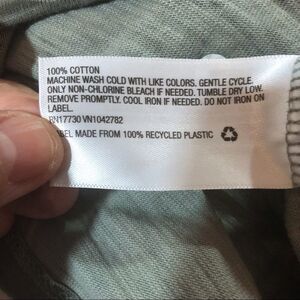 100% COTTON
MACHINE WASH COLD WITH LIKE COLORS. GENTLE CYCLE.
ONLY NON-CHLORINE BLEACH IF NEEDED. TUMBLE DRY LOW.
REMOVE PROMPTLY. COOL IRON IF NEEDED. DO NOT IRON ON
LABEL.
RN17730 VN1042782
ABEL MADE FROM 100% RECYCLED PLASTIC